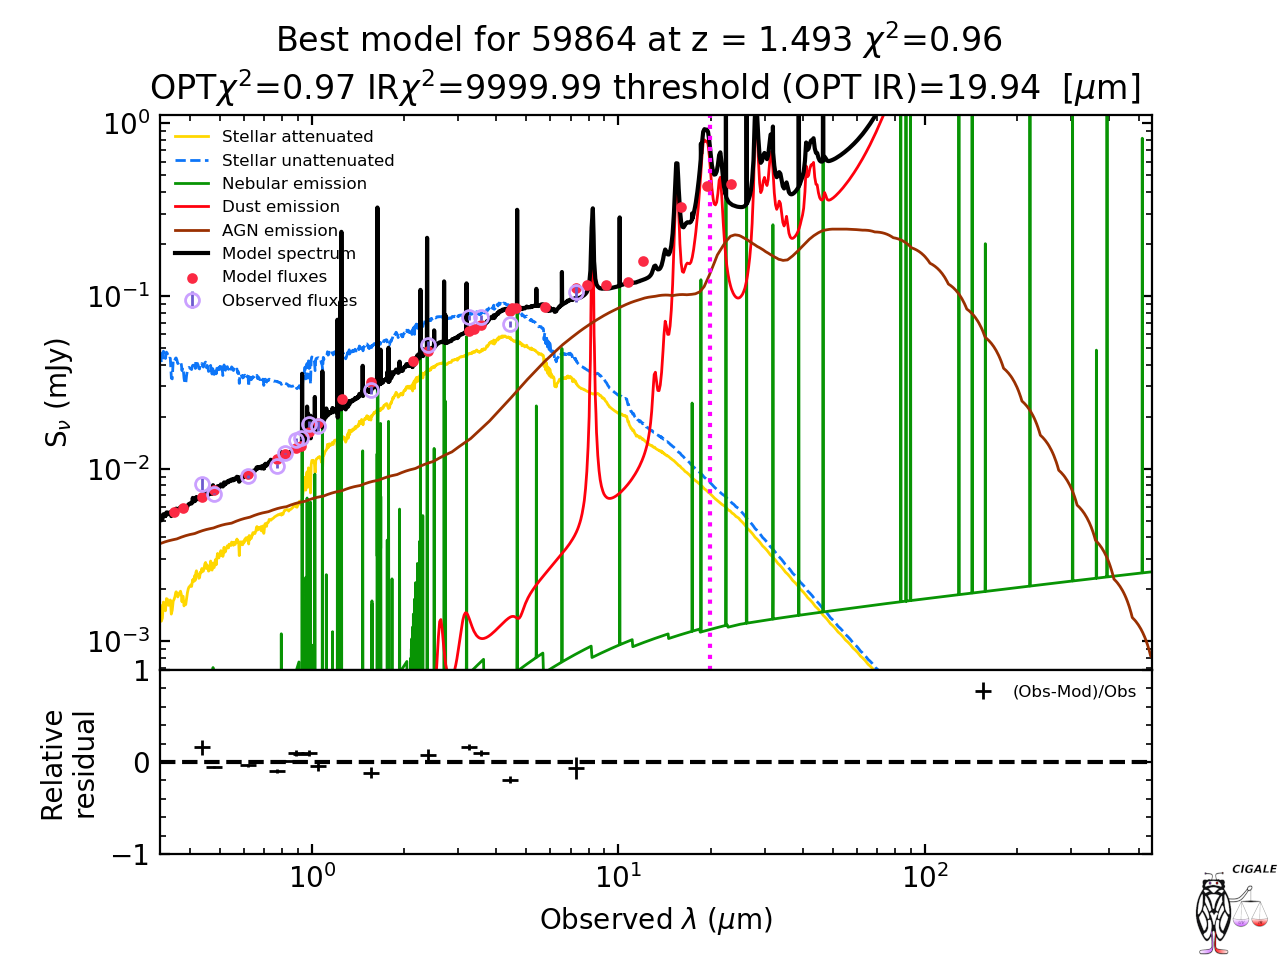 Best model for 59864 at z = 1.493 χ²=0.96
OPTχ²=0.97 IRχ²=9999.99 threshold (OPT IR)=19.94 [μm]
Stellar attenuated
Stellar unattenuated
Nebular emission
Dust emission
AGN emission
Model spectrum
Model fluxes
Observed fluxes
10⁰
10⁻¹
10⁻²
10⁻³
S_ν (mJy)
(Obs-Mod)/Obs
1
0
−1
Relative
residual
10⁰
10¹
10²
Observed λ (μm)
CIGALE